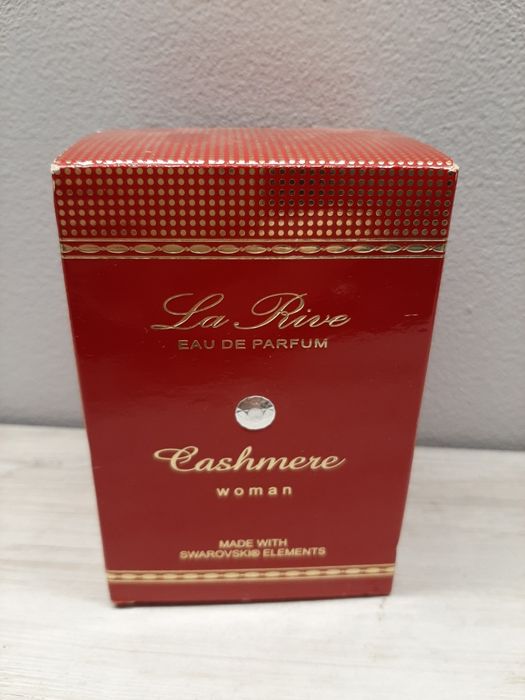 La Rive
EAU DE PARFUM
Cashmere
woman
MADE WITH
SWAROVSKI® ELEMENTS